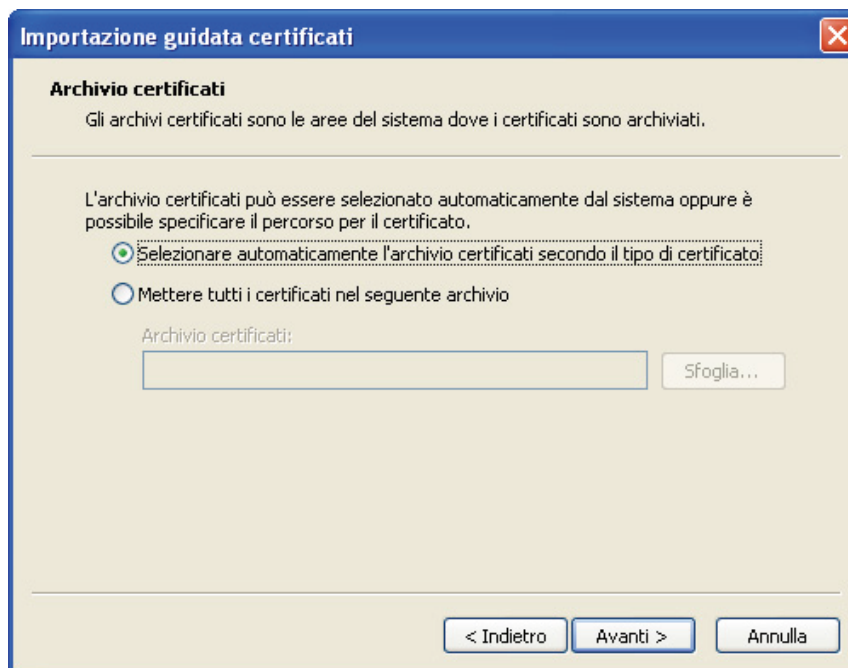 Importazione guidata certificati
Archivio certificati
Gli archivi certificati sono le aree del sistema dove i certificati sono archiviati.
L'archivio certificati può essere selezionato automaticamente dal sistema oppure è
possibile specificare il percorso per il certificato.
Selezionare automaticamente l'archivio certificati secondo il tipo di certificato
Mettere tutti i certificati nel seguente archivio
Archivio certificati:
Sfoglia...
< Indietro Avanti > Annulla